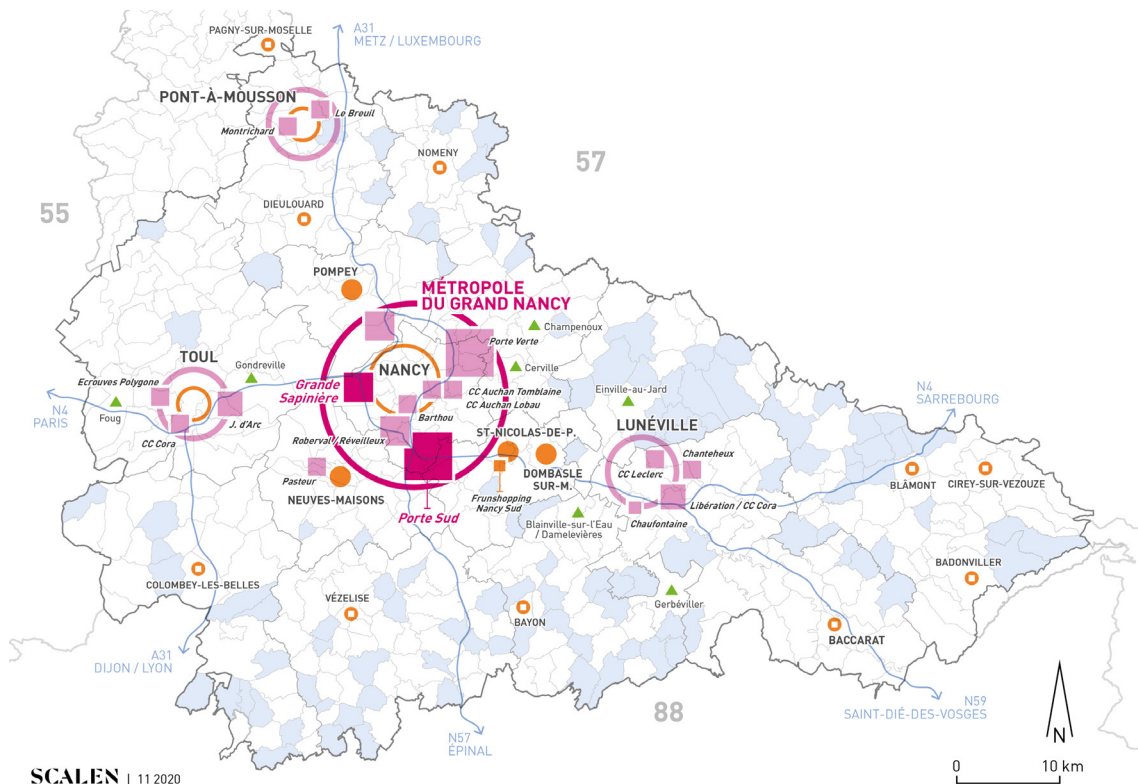 PAGNY-SUR-MOSELLE
A31
METZ / LUXEMBOURG
PONT-À-MOUSSON
Le Breuil
Montrichard
NOMENY
57
55
DIEULOUARD
POMPEY
MÉTROPOLE
DU GRAND NANCY
Champenoux
Porte Verte
TOUL
Gondreville
NANCY
Cerville
Ecrouves Polygone
Grande
Sapinière
CC Auchan Tomblaine
CC Auchan Lobau
Einville-au-Jard
N4
SARREBOURG
N4
PARIS
Foug
J. d'Arc
Barthou
CC Cora
Roberval / Réveilleux
ST-NICOLAS-DE-P.
LUNÉVILLE
Chanteheux
CC Leclerc
Pasteur
NEUVES-MAISONS
DOMBASLE
SUR-M.
BLÂMONT
CIREY-SUR-VEZOUZE
Frunshopping
Nancy Sud
Libération / CC Cora
Porte Sud
Chaufontaine
Blainville-sur-l'Eau
/ Damelevières
BADONVILLER
COLOMBEY-LES-BELLES
VÉZELISE
BAYON
Gerbéviller
BACCARAT
A31
DIJON / LYON
N59
SAINT-DIÉ-DES-VOSGES
88
N57
ÉPINAL
N
SCALEN | 11 2020
0 10 km